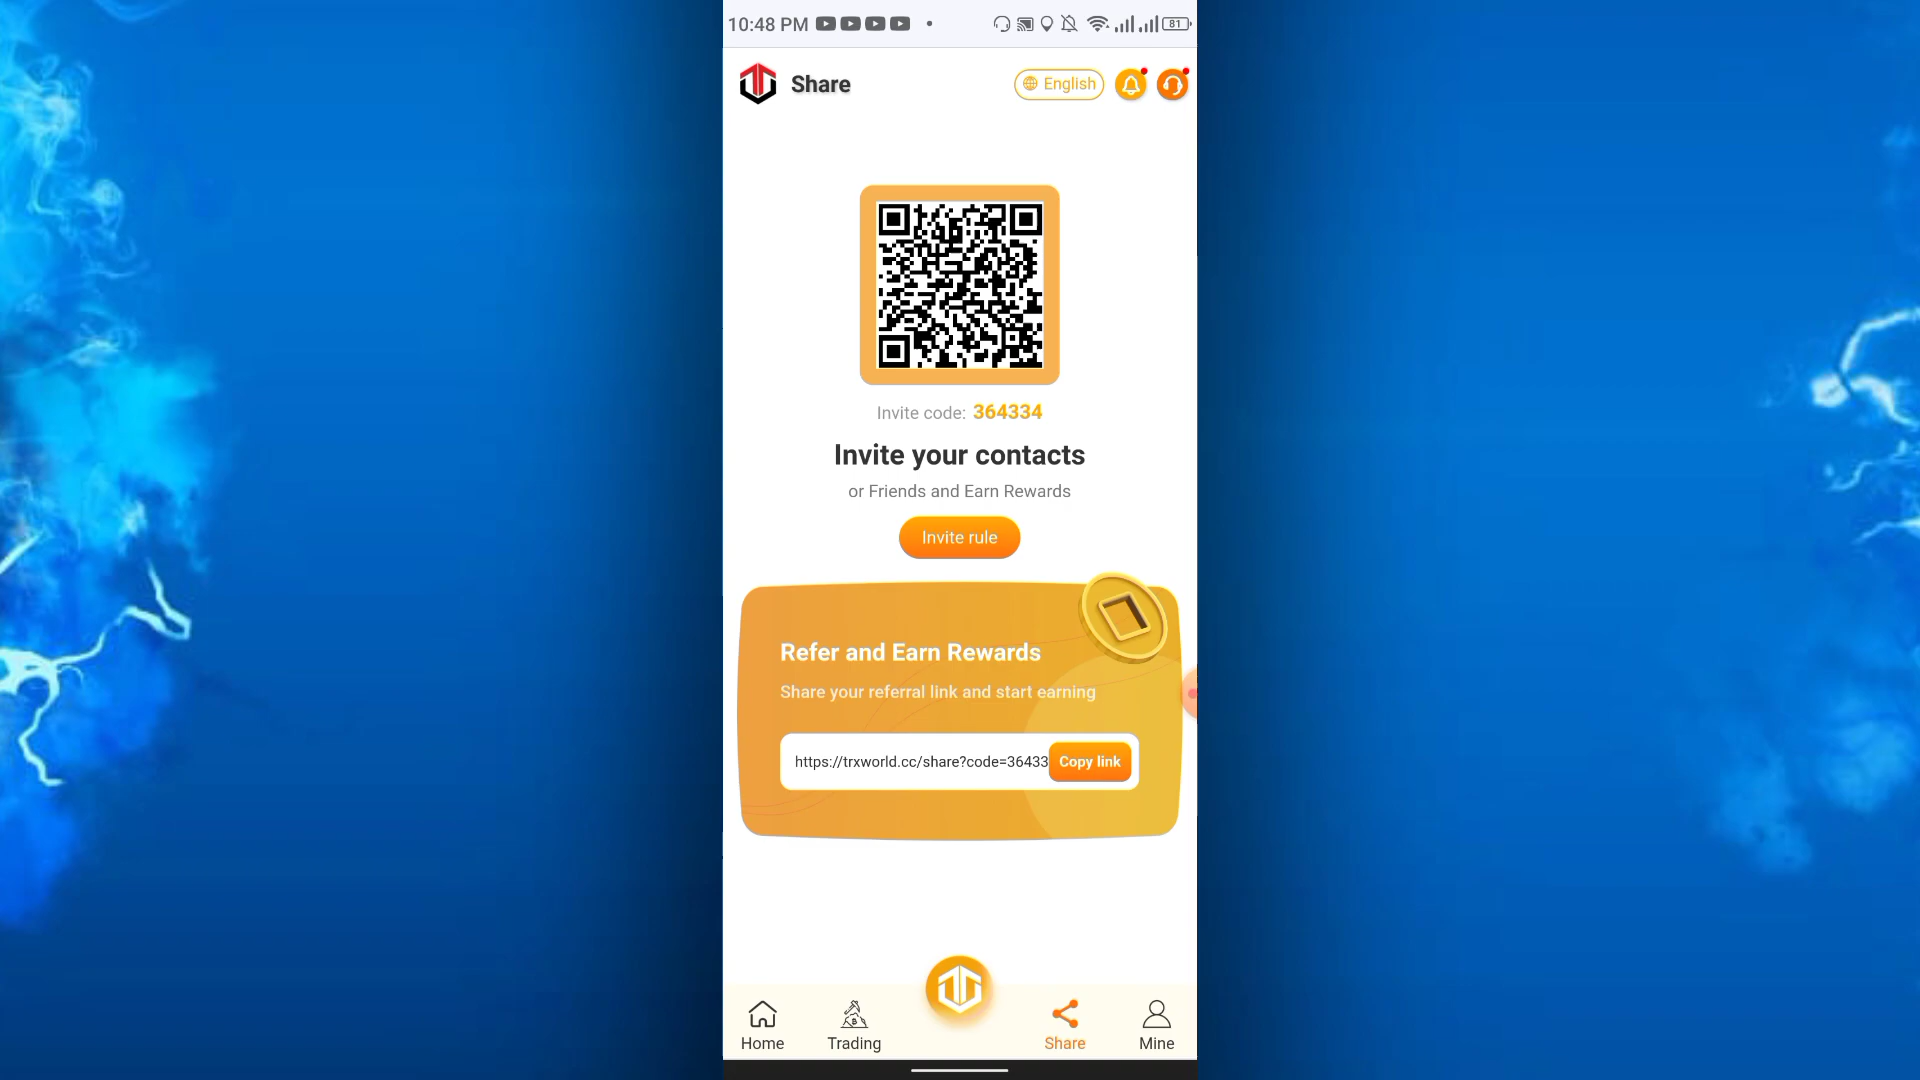 10:48 PM
81
Share
English
Invite code: 364334
Invite your contacts
or Friends and Earn Rewards
Invite rule
Refer and Earn Rewards
Share your referral link and start earning
https://trxworld.cc/share?code=36433
Copy link
Home
Trading
Share
Mine